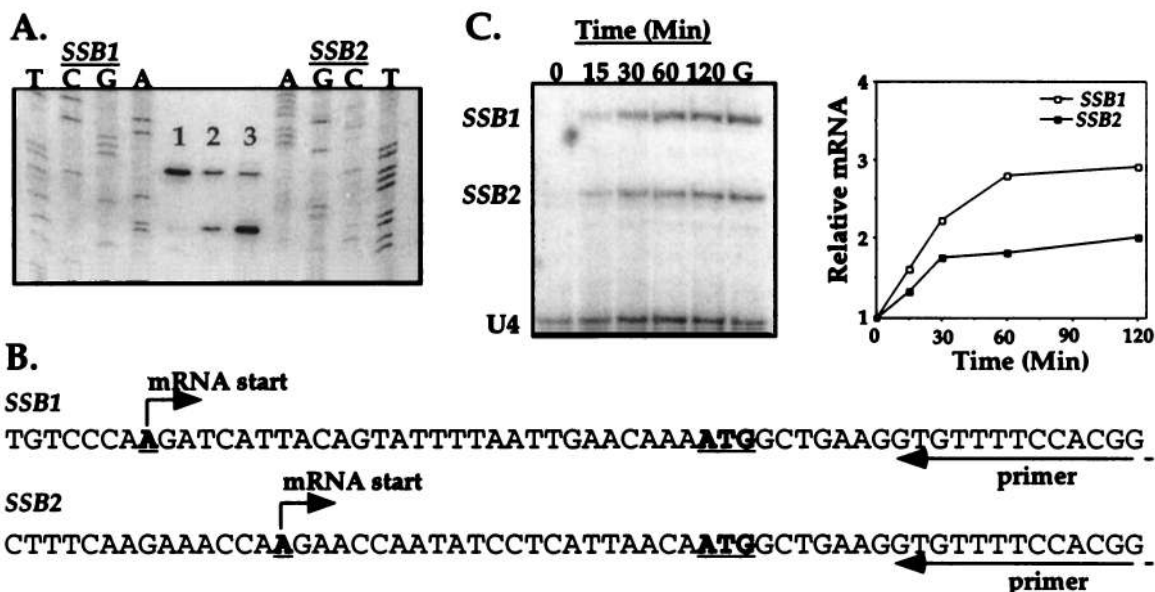 A.
SSB1 SSB2
T C G A A G C T
1 2 3
C.
Time (Min)
0 15 30 60 120 G
SSB1
SSB2
U4
4
3
2
1
Relative mRNA
SSB1
SSB2
0 30 60 90 120
Time (Min)
B.
mRNA start
SSB1
TGTCCCAAGATCATTACAGTATTTTAATTGAACAAAATGGCTGAAGGTGTTTTCCACGG
primer
mRNA start
SSB2
CTTTCAAGAAACCAAGAACCAATATCCTCATTAACAATGGCTGAAGGTGTTTTCCACGG
primer